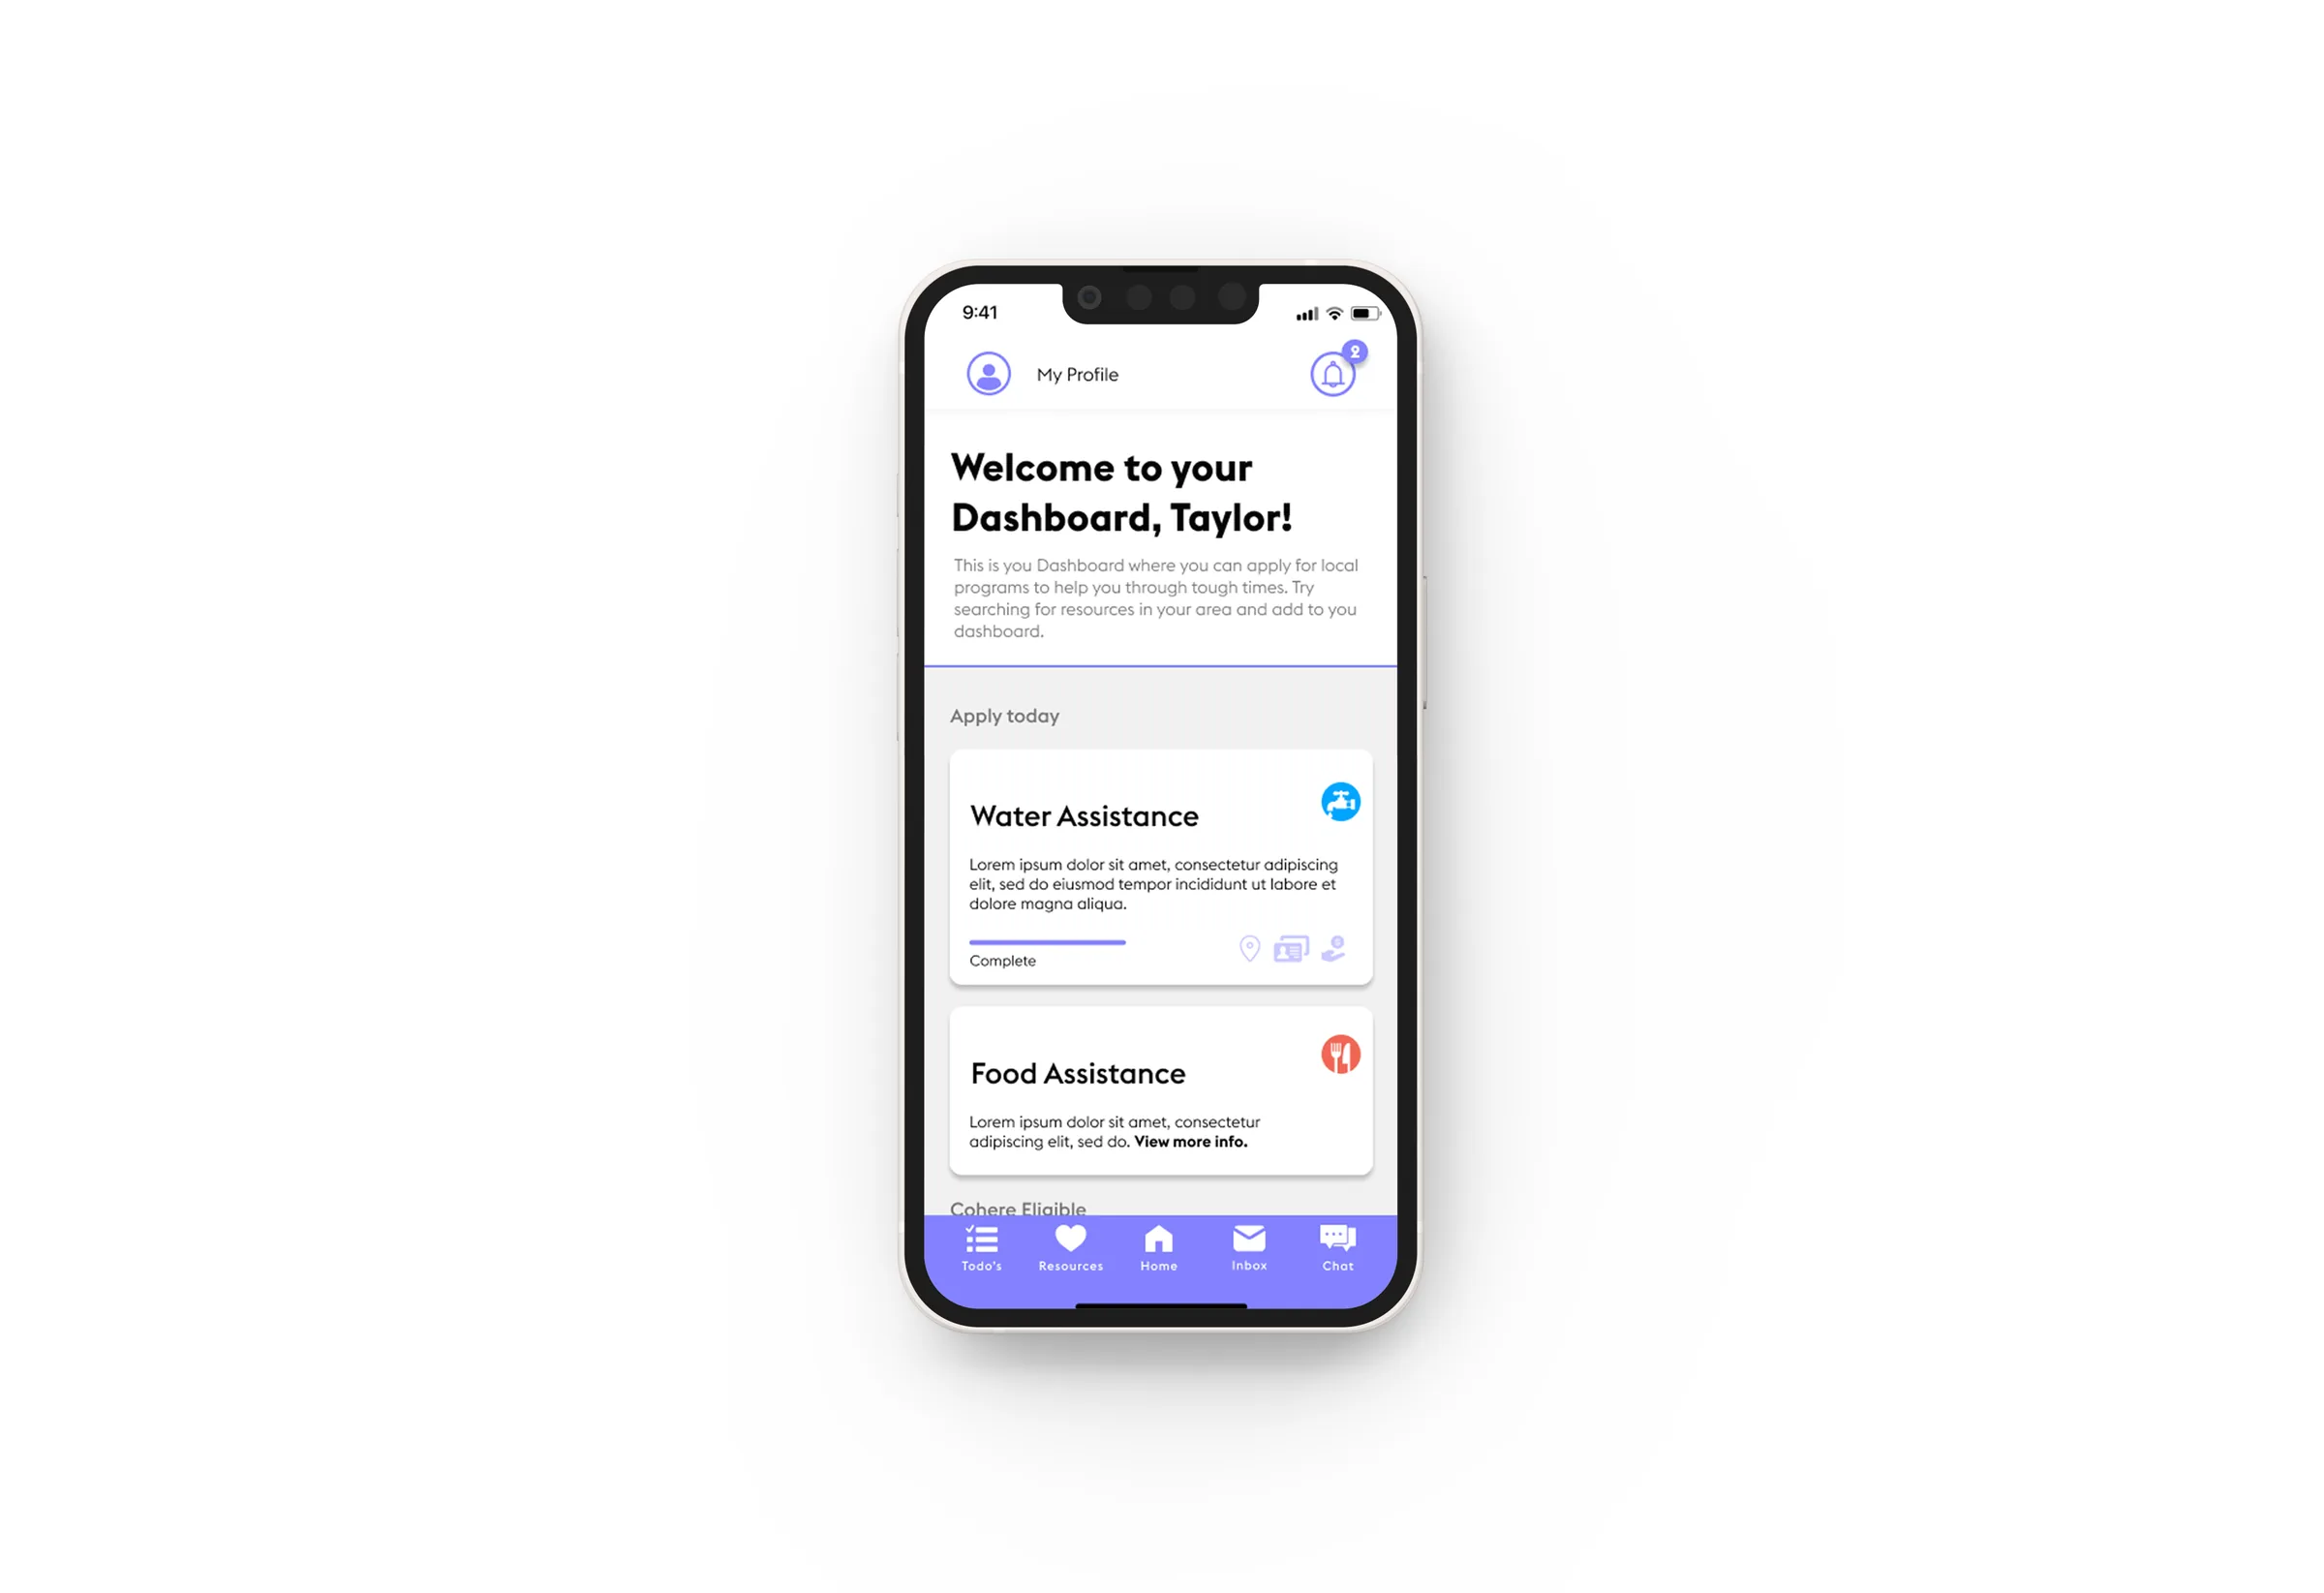 9:41
My Profile
2
Welcome to your
Dashboard, Taylor!
This is you Dashboard where you can apply for local
programs to help you through tough times. Try
searching for resources in your area and add to you
dashboard.
Apply today
Water Assistance
Lorem ipsum dolor sit amet, consectetur adipiscing
elit, sed do eiusmod tempor incididunt ut labore et
dolore magna aliqua.
Complete
Food Assistance
Lorem ipsum dolor sit amet, consectetur
adipiscing elit, sed do. View more info.
Cohere Eligible
Todo's
Resources
Home
Inbox
Chat